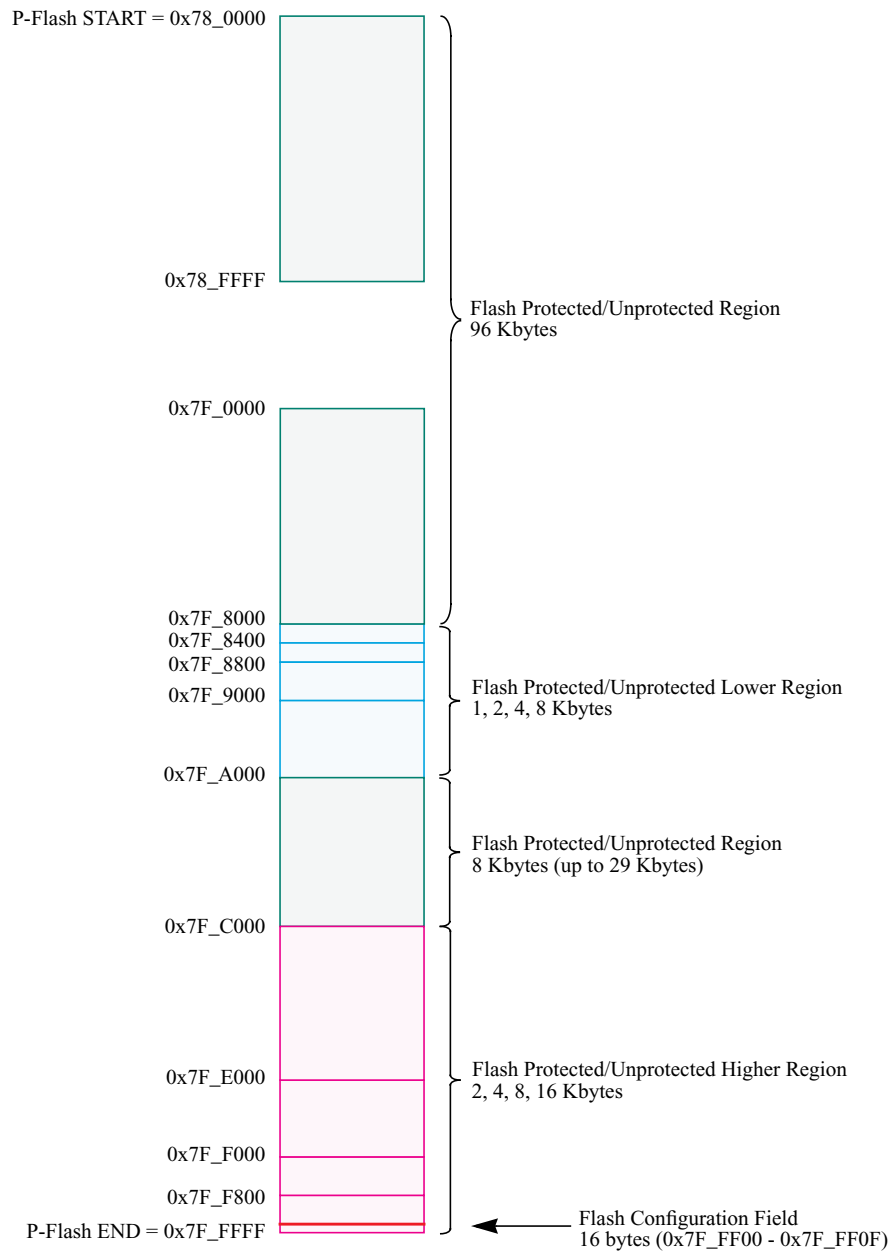 P-Flash START = 0x78_0000
0x78_FFFF
Flash Protected/Unprotected Region
96 Kbytes
0x7F_0000
0x7F_8000
0x7F_8400
0x7F_8800
0x7F_9000
Flash Protected/Unprotected Lower Region
1, 2, 4, 8 Kbytes
0x7F_A000
Flash Protected/Unprotected Region
8 Kbytes (up to 29 Kbytes)
0x7F_C000
0x7F_E000
Flash Protected/Unprotected Higher Region
2, 4, 8, 16 Kbytes
0x7F_F000
0x7F_F800
P-Flash END = 0x7F_FFFF
Flash Configuration Field
16 bytes (0x7F_FF00 - 0x7F_FF0F)